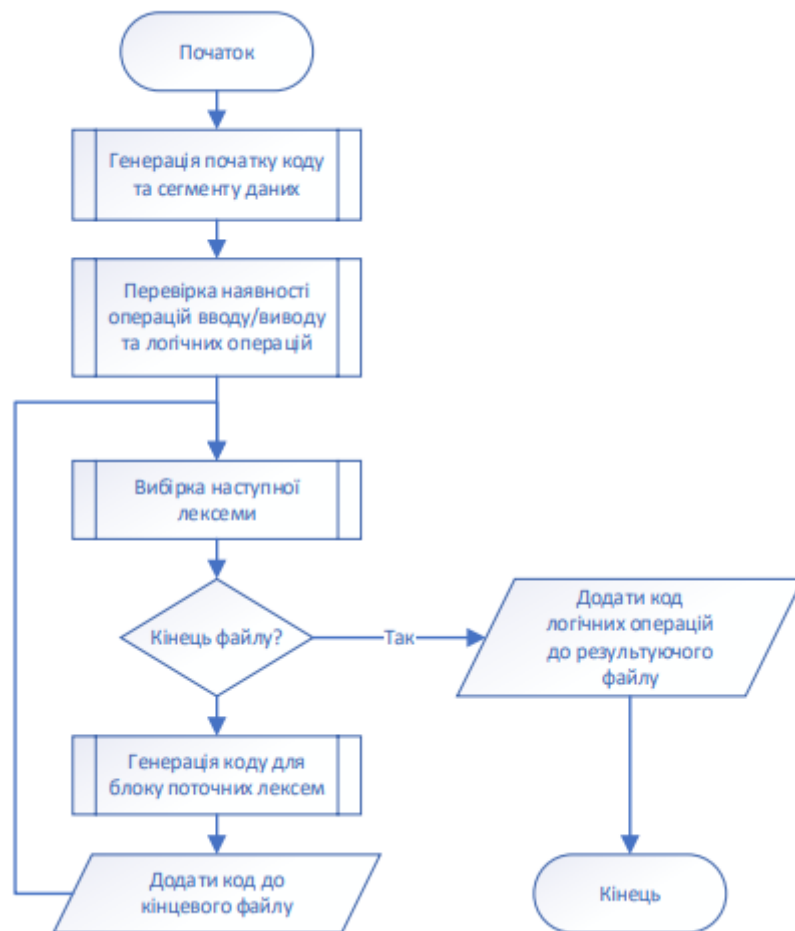 Початок
Генерація початку коду
та сегменту даних
Перевірка наявності
операцій вводу/виводу
та логічних операцій
Вибірка наступної
лексеми
Кінець файлу?
Так
Додати код
логічних операцій
до результуючого
файлу
Генерація коду для
блоку поточних лексем
Додати код до
кінцевого файлу
Кінець